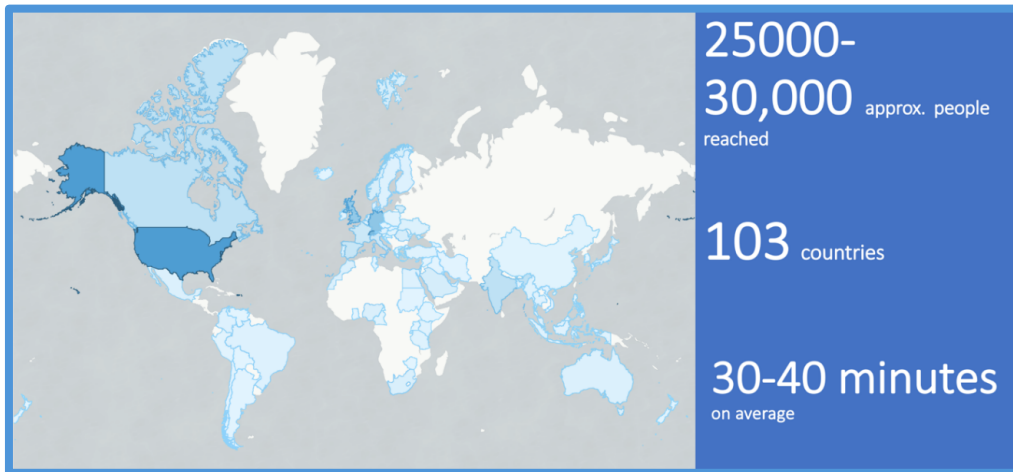 25000-
30,000 approx. people
reached
103 countries
30-40 minutes
on average